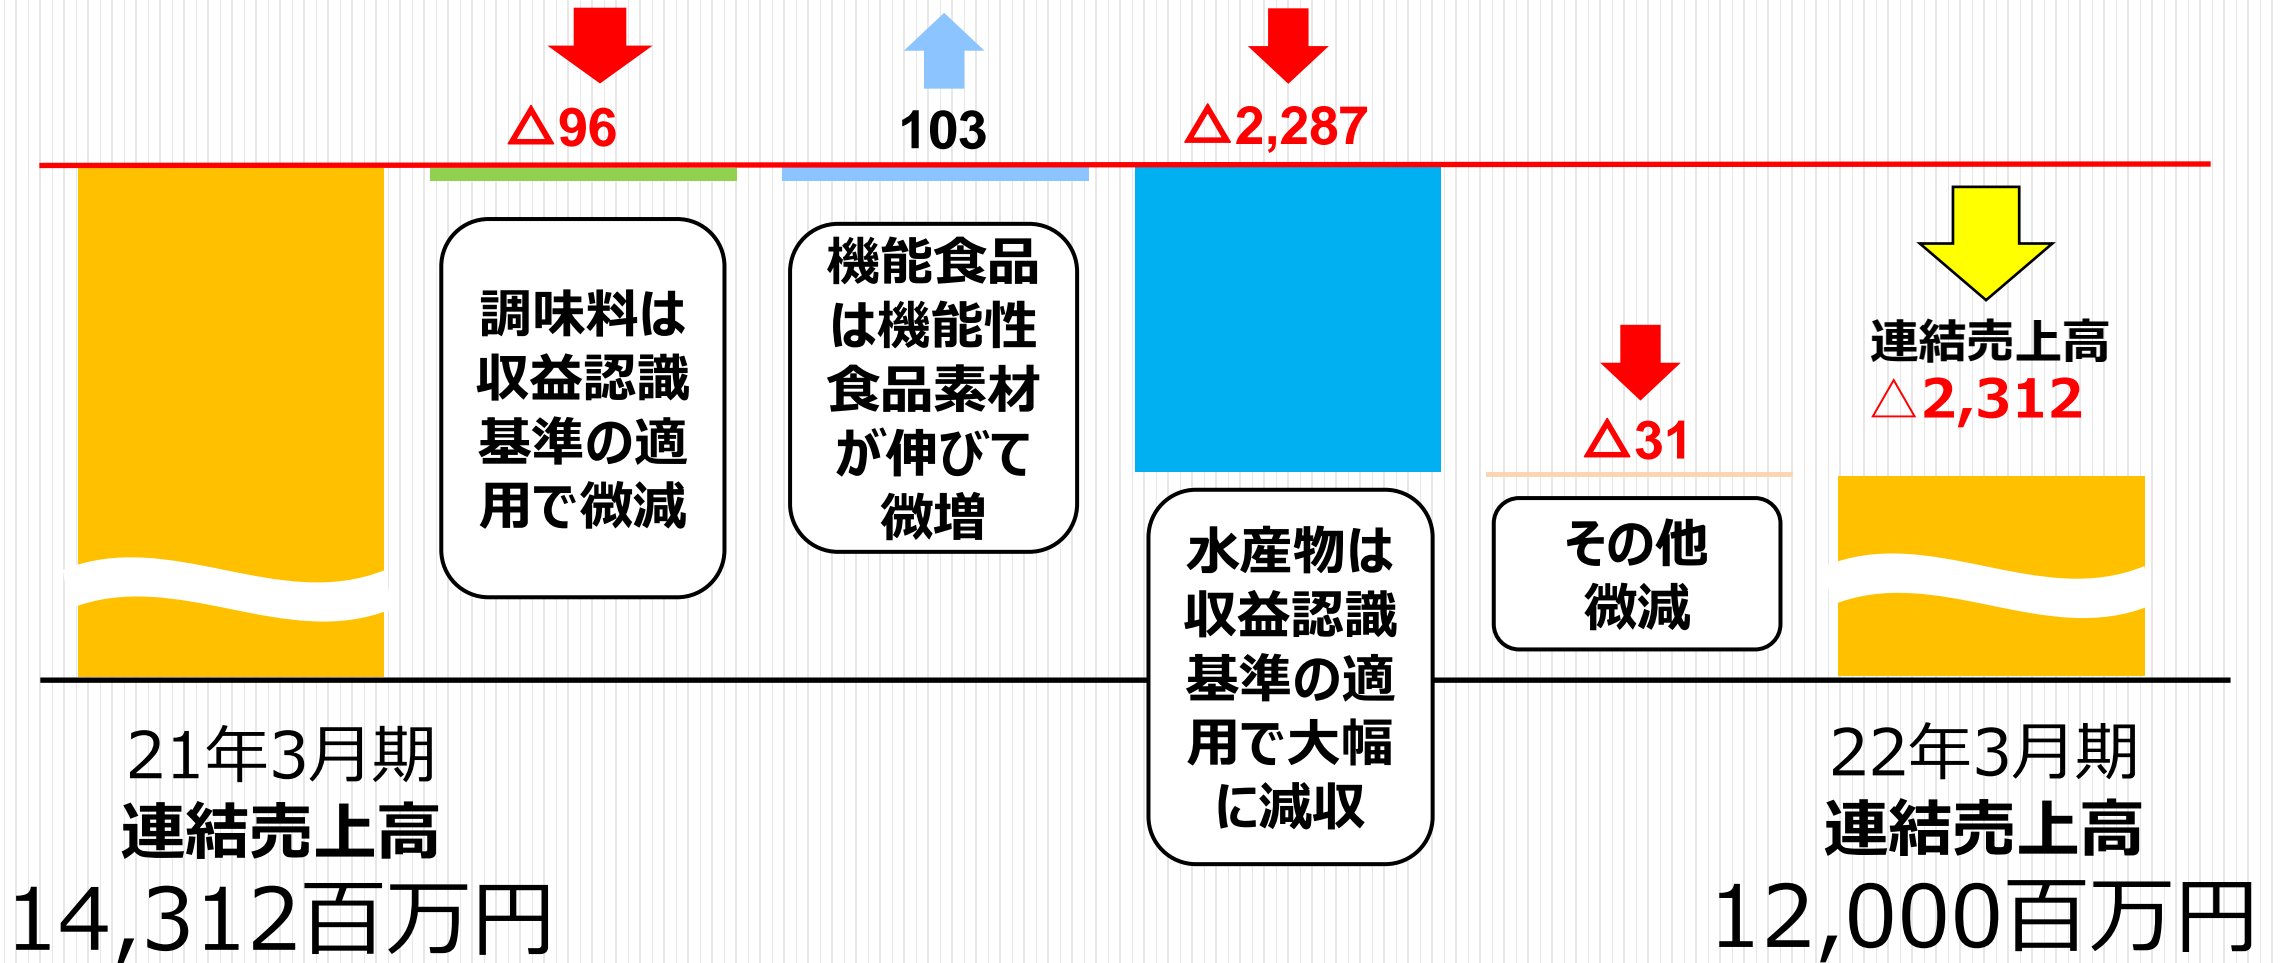 △96
103
△2,287
調味料は
収益認識
基準の適
用で微減
機能食品
は機能性
食品素材
が伸びて
微増
水産物は
収益認識
基準の適
用で大幅
に減収
△31
その他
微減
連結売上高
△2,312
21年3月期
連結売上高
14,312百万円
22年3月期
連結売上高
12,000百万円